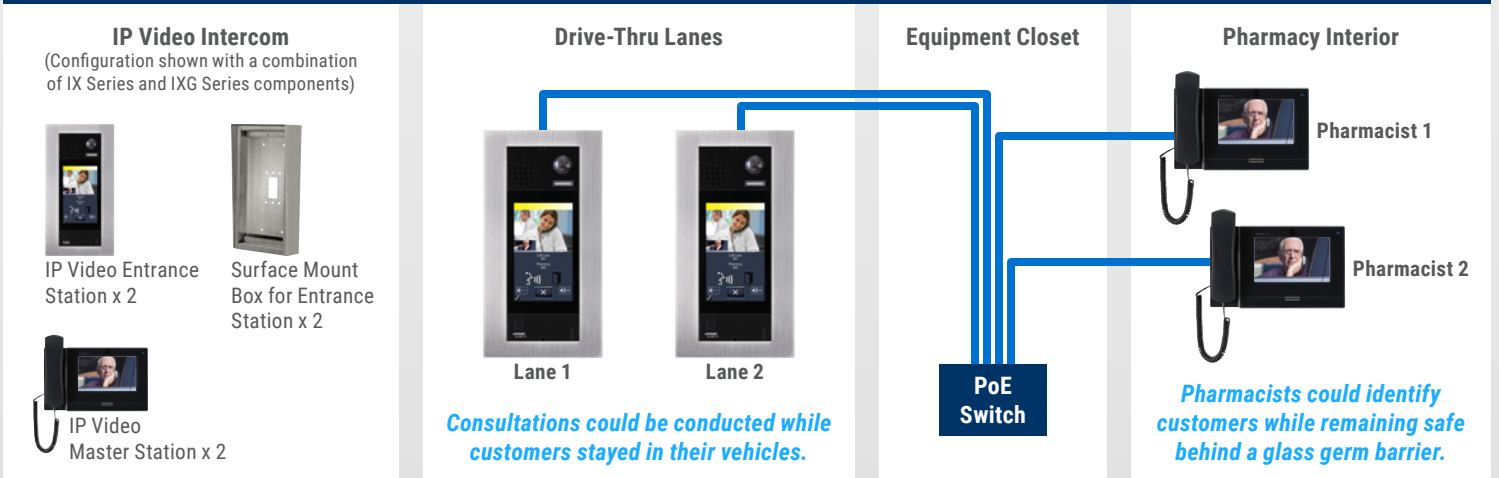 IP Video Intercom
(Configuration shown with a combination
of IX Series and IXG Series components)
IP Video Entrance
Station x 2
Surface Mount
Box for Entrance
Station x 2
IP Video
Master Station x 2
Drive-Thru Lanes
Lane 1
Lane 2
Consultations could be conducted while
customers stayed in their vehicles.
Equipment Closet
PoE
Switch
Pharmacy Interior
Pharmacist 1
Pharmacist 2
Pharmacists could identify
customers while remaining safe
behind a glass germ barrier.